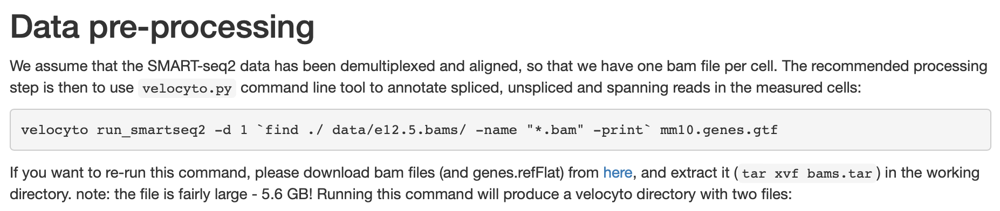 Data pre-processing
We assume that the SMART-seq2 data has been demultiplexed and aligned, so that we have one bam file per cell. The recommended processing
step is then to use velocyto.py command line tool to annotate spliced, unspliced and spanning reads in the measured cells:
velocyto run_smartseq2 -d 1 `find ./ data/e12.5.bams/ -name "*.bam" -print` mm10.genes.gtf
If you want to re-run this command, please download bam files (and genes.refFlat) from here, and extract it (tar xvf bams.tar) in the working
directory. note: the file is fairly large - 5.6 GB! Running this command will produce a velocyto directory with two files: